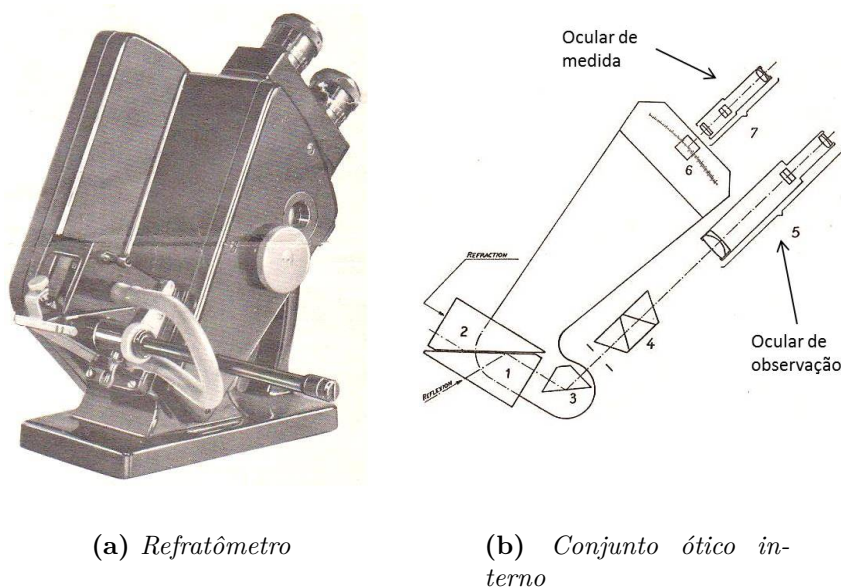 Ocular de
medida
7
6
5
REFRACTION
2
4
Ocular de
observação
1
REFLEXION
3
(a) Refratômetro
(b) Conjunto ótico in-
terno